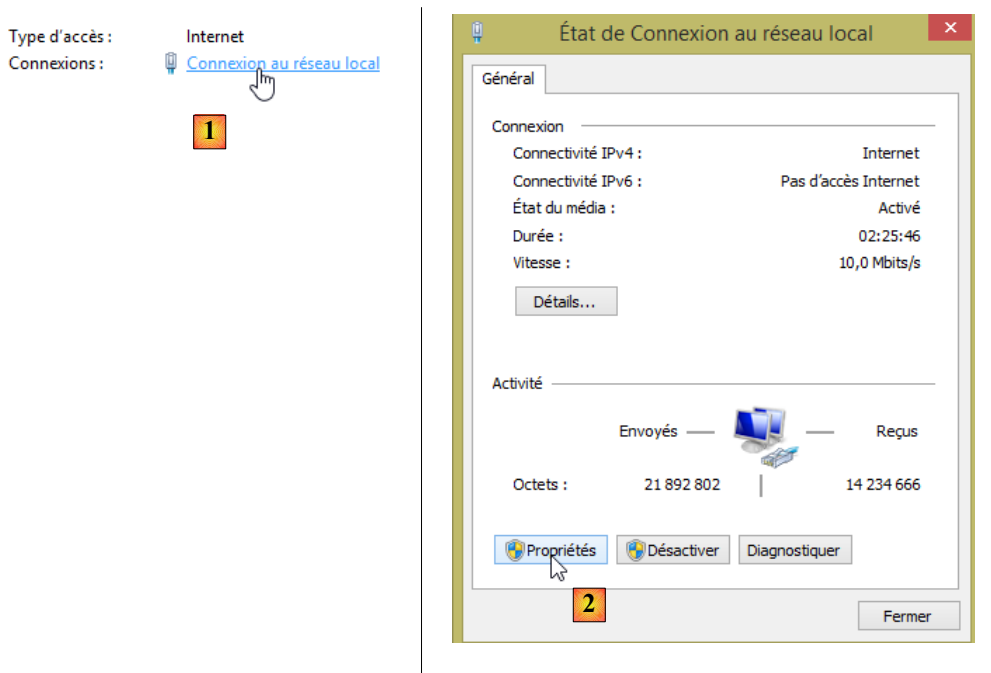 Type d'accès : Internet
Connexions : Connexion au réseau local
1
État de Connexion au réseau local
Général
Connexion
Connectivité IPv4 : Internet
Connectivité IPv6 : Pas d'accès Internet
État du média : Activé
Durée : 02:25:46
Vitesse : 10,0 Mbits/s
Détails...
Activité
Envoyés Reçus
Octets : 21 892 802 14 234 666
Propriétés Désactiver Diagnostiquer
2
Fermer